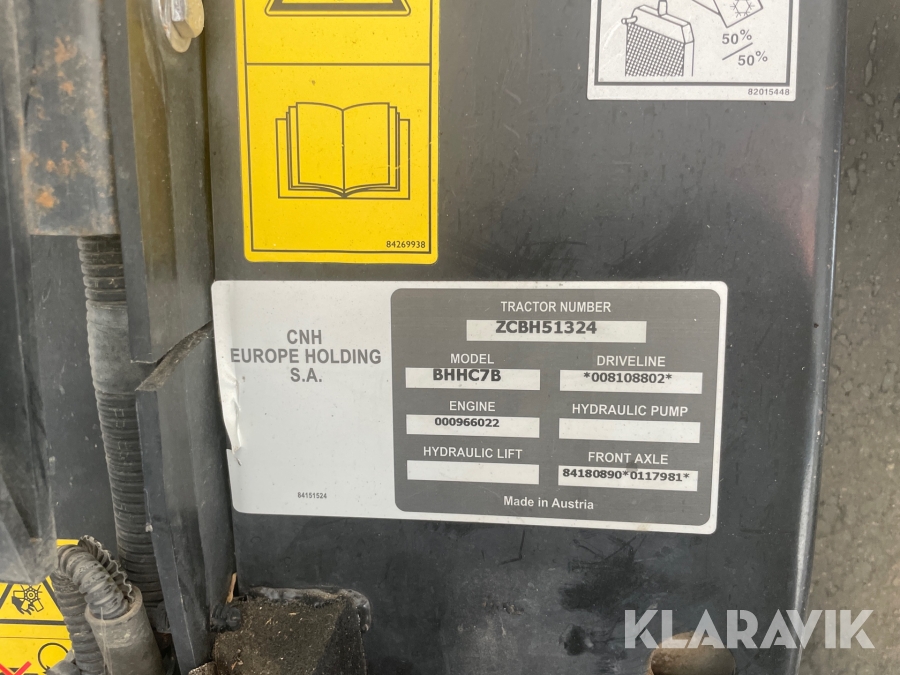 50%
50%
82015448
84269938
CNH
EUROPE HOLDING
S.A.
84151524
TRACTOR NUMBER
ZCBH51324
MODEL
BHHC7B
DRIVELINE
*008108802*
ENGINE
000966022
HYDRAULIC PUMP
HYDRAULIC LIFT
FRONT AXLE
84180890*0117981*
Made in Austria
KLARAVIK